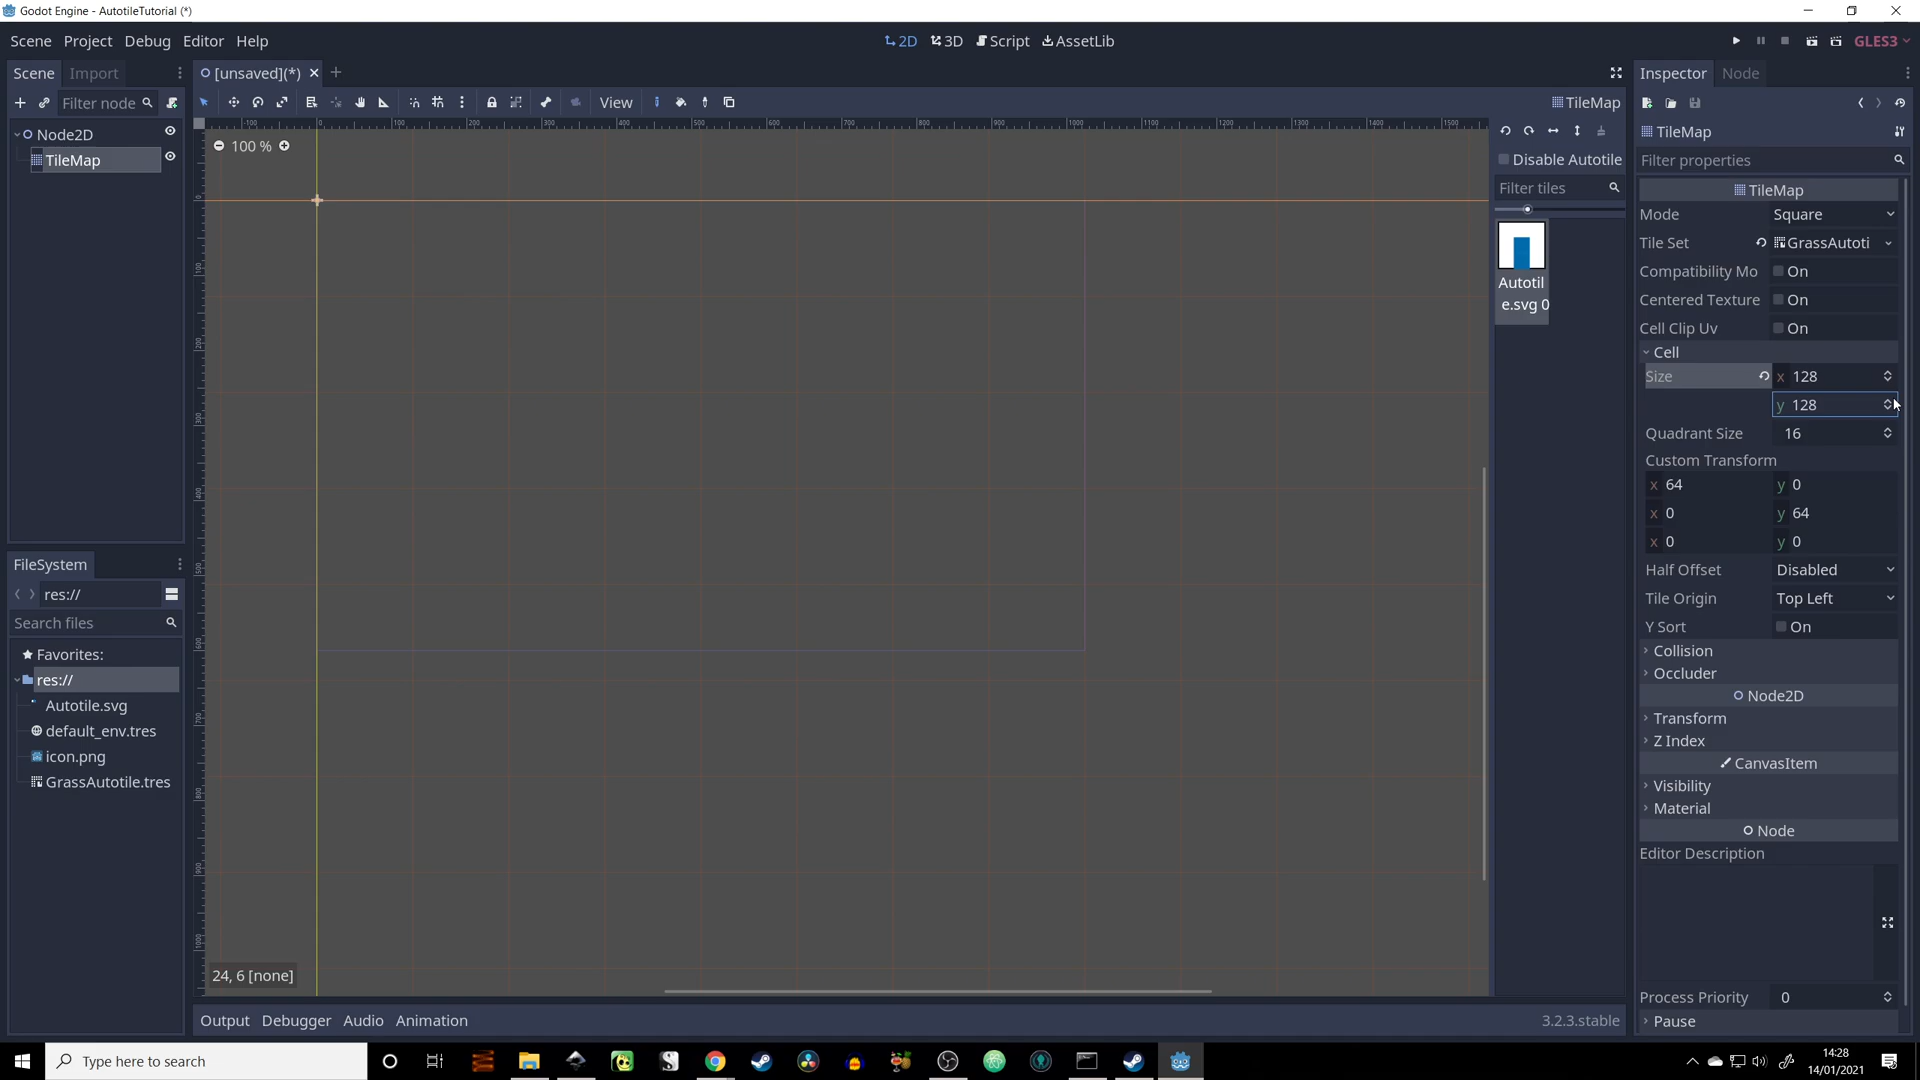 Godot Engine - AutotileTutorial (*)
Scene Project Debug Editor Help
2D 3D Script AssetLib
GLES3
Scene Import
[unsaved](*)
Inspector Node
Filter node
View
TileMap
Node2D
TileMap
100 %
Disable Autotile
Filter tiles
Autotil
e.svg 0
TileMap
Filter properties
TileMap
Mode Square
Tile Set GrassAutoti
Compatibility Mo On
Centered Texture On
Cell Clip Uv On
Cell
Size x 128
y 128
Quadrant Size 16
Custom Transform
x 64 y 0
x 0 y 64
x 0 y 0
Half Offset Disabled
Tile Origin Top Left
Y Sort On
Collision
Occluder
Node2D
Transform
Z Index
CanvasItem
Visibility
Material
Node
Editor Description
Process Priority 0
Pause
FileSystem
res://
Search files
Favorites:
res://
Autotile.svg
default_env.tres
icon.png
GrassAutotile.tres
24, 6 [none]
Output Debugger Audio Animation
3.2.3.stable
Type here to search
14:28
14/01/2021